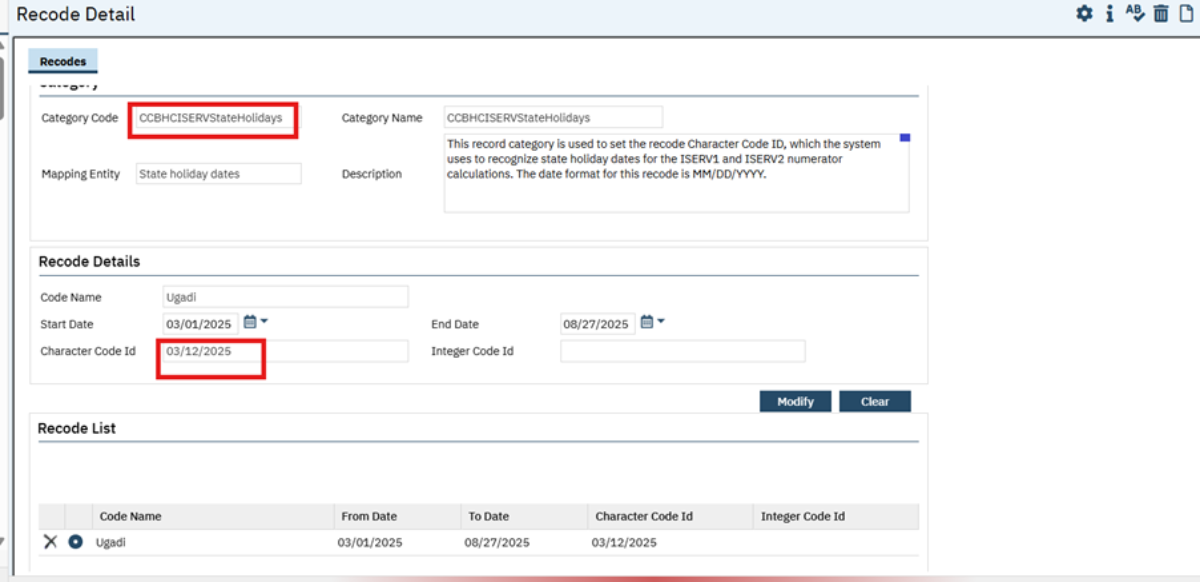 Recode Detail
Recodes
Category
Category Code CCBHCISERVStateHolidays Category Name CCBHCISERVStateHolidays
Mapping Entity State holiday dates Description This record category is used to set the recode Character Code ID, which the system
uses to recognize state holiday dates for the ISERV1 and ISERV2 numerator
calculations. The date format for this recode is MM/DD/YYYY.
Recode Details
Code Name Ugadi
Start Date 03/01/2025 End Date 08/27/2025
Character Code Id 03/12/2025 Integer Code Id
Modify Clear
Recode List
Code Name From Date To Date Character Code Id Integer Code Id
Ugadi 03/01/2025 08/27/2025 03/12/2025